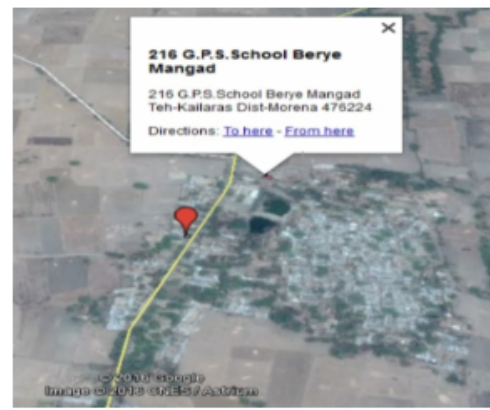 216 G.P.S.School Berye
Mangad
216 G.P.S.School Berye Mangad
Teh-Kailaras Dist-Morena 476224
Directions: To here - From here
© 2016 Google
Image © 2016 CNES / Astrium